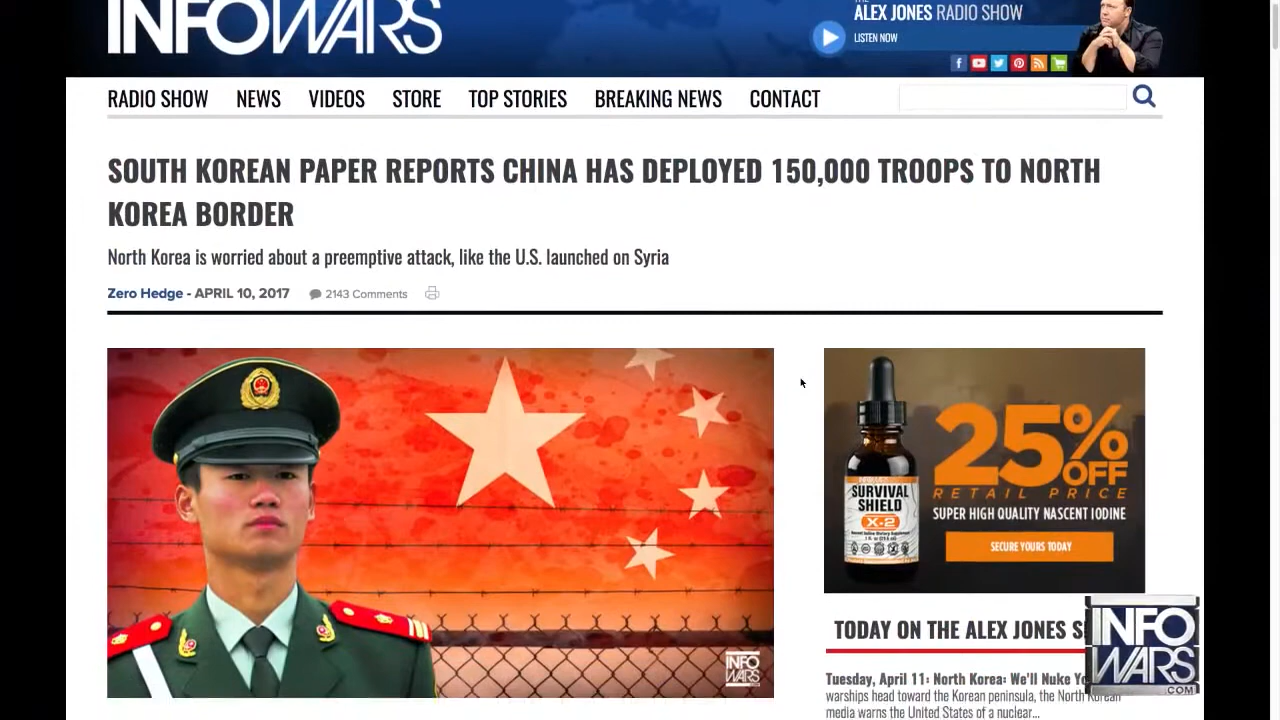 INFOWARS
THE
ALEX JONES RADIO SHOW
LISTEN NOW
RADIO SHOW NEWS VIDEOS STORE TOP STORIES BREAKING NEWS CONTACT
SOUTH KOREAN PAPER REPORTS CHINA HAS DEPLOYED 150,000 TROOPS TO NORTH
KOREA BORDER
North Korea is worried about a preemptive attack, like the U.S. launched on Syria
Zero Hedge - APRIL 10, 2017 2143 Comments
25%
OFF
RETAIL PRICE
SUPER HIGH QUALITY NASCENT IODINE
SECURE YOURS TODAY
SURVIVAL
SHIELD
X-2
INFO
WARS
.COM
TODAY ON THE ALEX JONES S
Tuesday, April 11: North Korea: We'll Nuke Yo
warships head toward the Korean peninsula, the North Korean
media warns the United States of a nuclear...
INFO
WARS
.COM